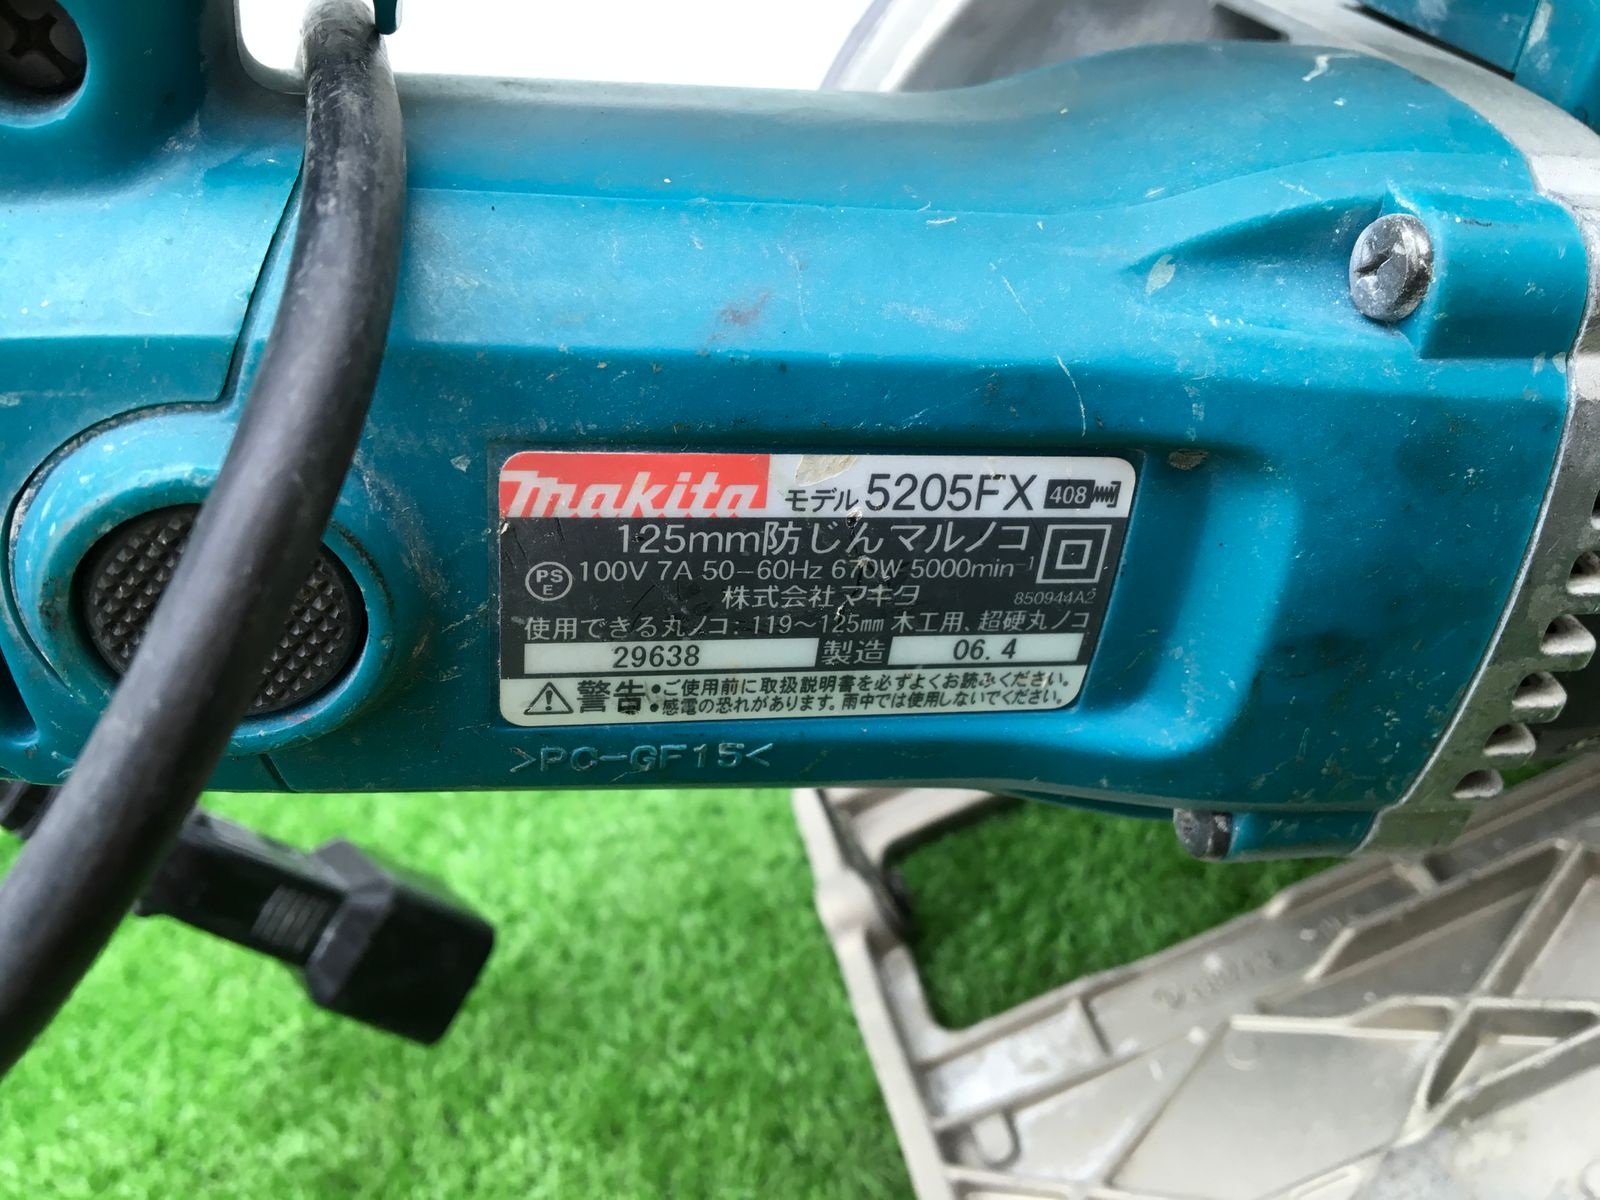 makita モデル 5205FX 408
125mm防じんマルノコ
PS E 100V 7A 50-60Hz 670W 5000min⁻¹
株式会社 マキタ 850944A2
使用できる丸ノコ: 119～125mm 木工用、超硬丸ノコ
29638 製造 06.4
警告 •ご使用前に取扱説明書を必ずよくお読みください。
•感電の恐れがあります。雨中では使用しないでください。
>PC-GF15<